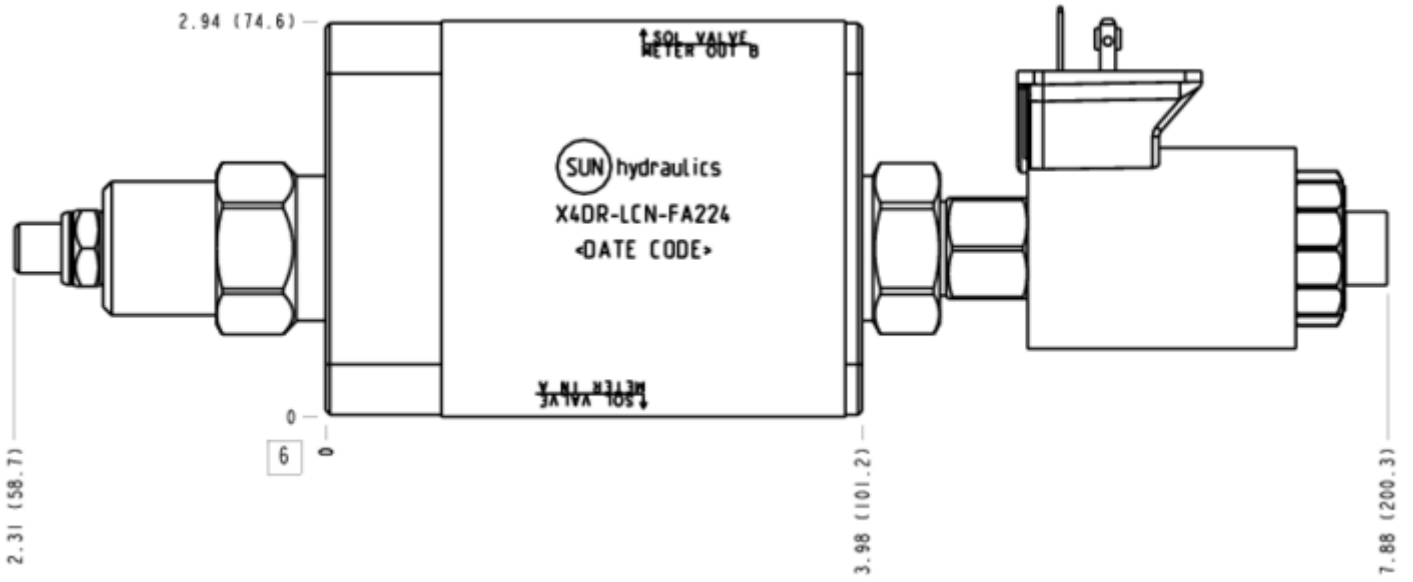 2.94 (74.6)
↑SOL VALVE
METER OUT B
SUN hydraulics
X4DR-LCN-FA224
<DATE CODE>
↑SOL VALVE
METER IN A
0
6
0
2.31 (58.7)
3.98 (101.2)
7.88 (200.3)